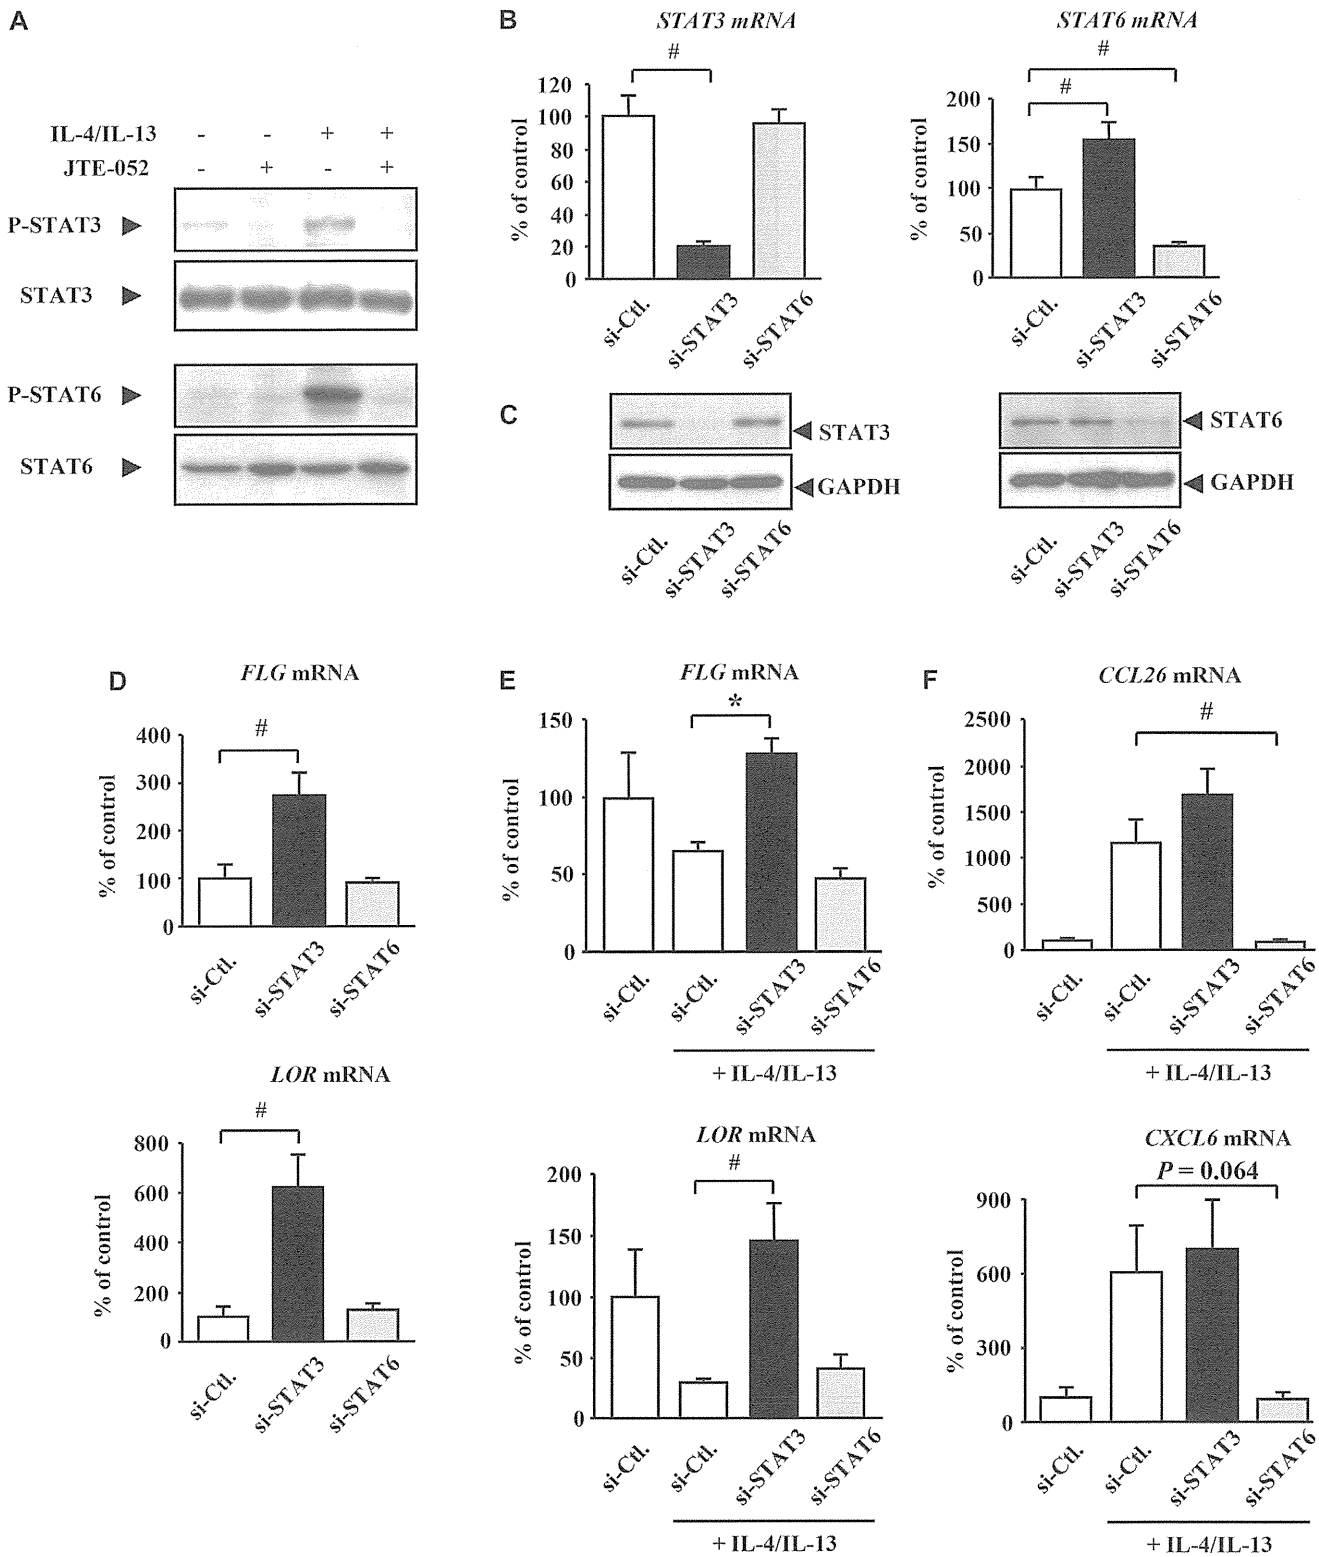 A
IL-4/IL-13 - - + +
JTE-052 - + - +
P-STAT3
STAT3
P-STAT6
STAT6
B
STAT3 mRNA
#
% of control
120
100
80
60
40
20
0
si-Ctl. si-STAT3 si-STAT6
STAT6 mRNA
#
#
% of control
200
150
100
50
0
si-Ctl. si-STAT3 si-STAT6
C
STAT3
GAPDH
si-Ctl. si-STAT3 si-STAT6
STAT6
GAPDH
si-Ctl. si-STAT3 si-STAT6
D
FLG mRNA
#
% of control
400
300
200
100
0
si-Ctl. si-STAT3 si-STAT6
LOR mRNA
#
% of control
800
600
400
200
0
si-Ctl. si-STAT3 si-STAT6
E
FLG mRNA
*
% of control
150
100
50
0
si-Ctl. si-Ctl. si-STAT3 si-STAT6
+ IL-4/IL-13
LOR mRNA
#
% of control
200
150
100
50
0
si-Ctl. si-Ctl. si-STAT3 si-STAT6
+ IL-4/IL-13
F
CCL26 mRNA
#
% of control
2500
2000
1500
1000
500
0
si-Ctl. si-Ctl. si-STAT3 si-STAT6
+ IL-4/IL-13
CXCL6 mRNA
P = 0.064
% of control
900
600
300
0
si-Ctl. si-Ctl. si-STAT3 si-STAT6
+ IL-4/IL-13